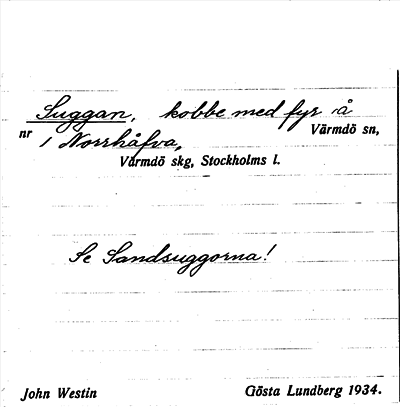 Suggan, kobbe med fyr å
nr 1 Norrhåfva, Värmdö sn,
Värmdö skg, Stockholms l.
Se Sandsuggorna!
John Westin Gösta Lundberg 1934.